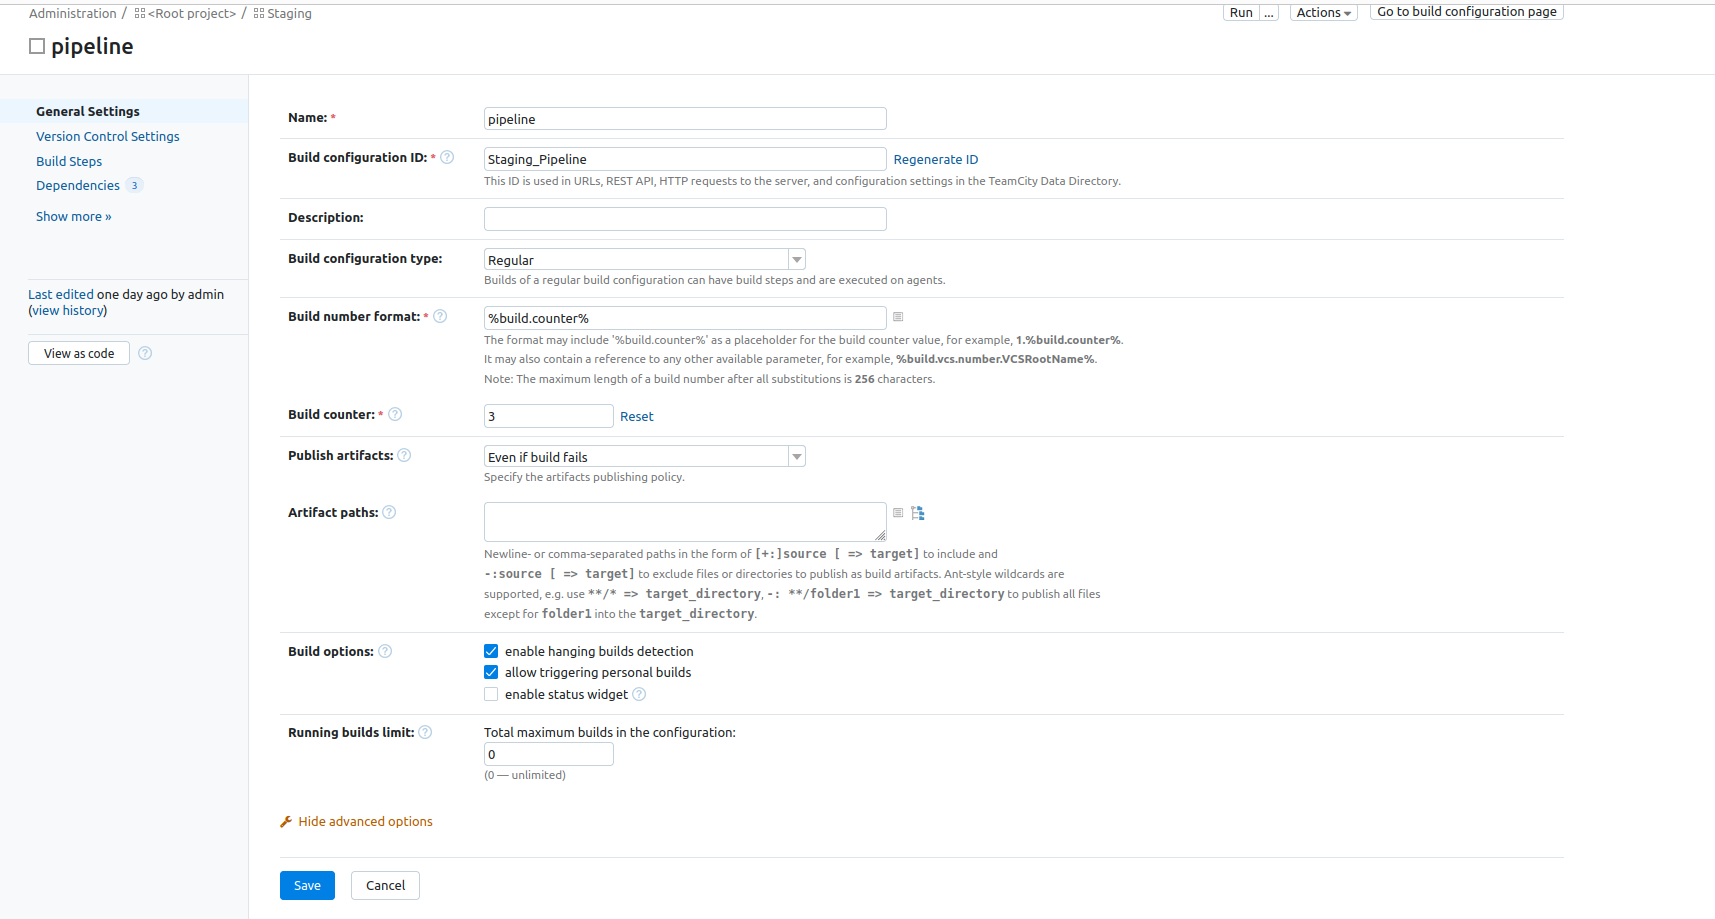 Administration / <Root project> / Staging
Run ... Actions Go to build configuration page
pipeline
General Settings
Version Control Settings
Build Steps
Dependencies 3
Show more »
Last edited one day ago by admin
(view history)
View as code ?
Name: * pipeline
Build configuration ID: * ? Staging_Pipeline Regenerate ID
This ID is used in URLs, REST API, HTTP requests to the server, and configuration settings in the TeamCity Data Directory.
Description:
Build configuration type: Regular
Builds of a regular build configuration can have build steps and are executed on agents.
Build number format: * ? %build.counter%
The format may include '%build.counter%' as a placeholder for the build counter value, for example, 1.%build.counter%.
It may also contain a reference to any other available parameter, for example, %build.vcs.number.VCSRootName%.
Note: The maximum length of a build number after all substitutions is 256 characters.
Build counter: * ? 3 Reset
Publish artifacts: ? Even if build fails
Specify the artifacts publishing policy.
Artifact paths: ?
Newline- or comma-separated paths in the form of [+:]source [ => target] to include and
-:source [ => target] to exclude files or directories to publish as build artifacts. Ant-style wildcards are
supported, e.g. use **/* => target_directory, -: **/folder1 => target_directory to publish all files
except for folder1 into the target_directory.
Build options: ? enable hanging builds detection
allow triggering personal builds
enable status widget ?
Running builds limit: ? Total maximum builds in the configuration:
0
(0 — unlimited)
Hide advanced options
Save Cancel